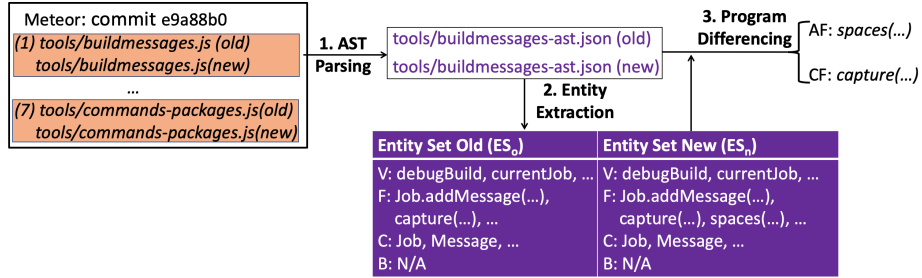 Meteor: commit e9a88b0
(1) tools/buildmessages.js (old)
tools/buildmessages.js(new)
...
(7) tools/commands-packages.js(old)
tools/commands-packages.js(new)
1. AST
Parsing
tools/buildmessages-ast.json (old)
tools/buildmessages-ast.json (new)
2. Entity
Extraction
3. Program
Differencing
AF: spaces(...)
CF: capture(...)
Entity Set Old (ESo)
V: debugBuild, currentJob, ...
F: Job.addMessage(...),
capture(...), ...
C: Job, Message, ...
B: N/A
Entity Set New (ESn)
V: debugBuild, currentJob, ...
F: Job.addMessage(...),
capture(...), spaces(...), ...
C: Job, Message, ...
B: N/A